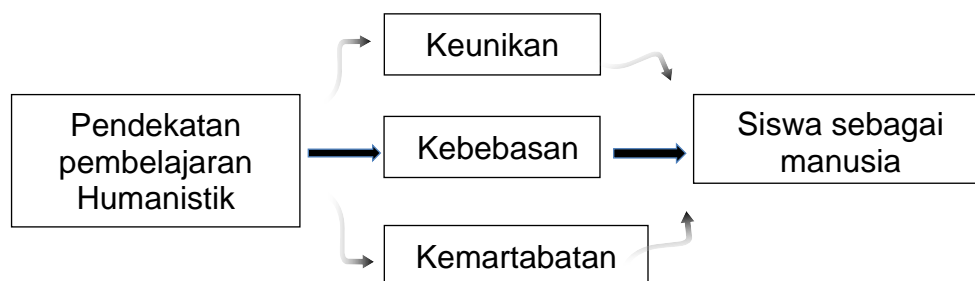 Pendekatan
pembelajaran
Humanistik
Keunikan
Kebebasan
Kemartabatan
Siswa sebagai
manusia